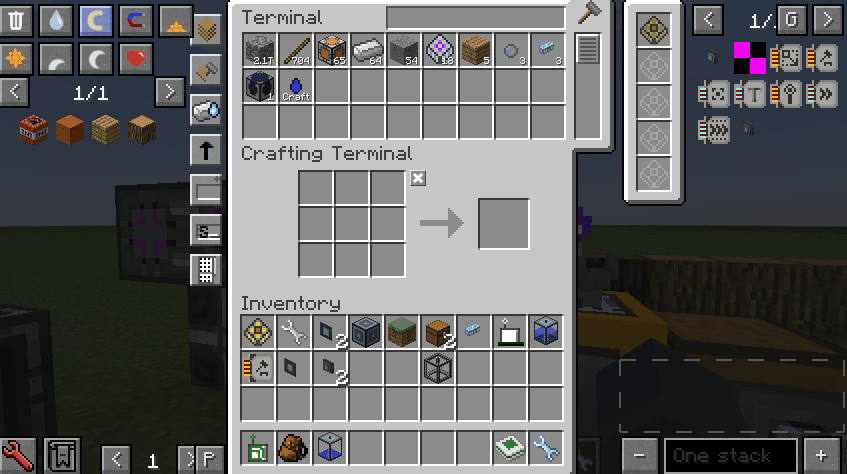 Terminal
1/
G
2.1T 704 65 64 54 18 5 3 3
1 Craft
1/1
Crafting Terminal
Inventory
2 2
2
1 P
One stack